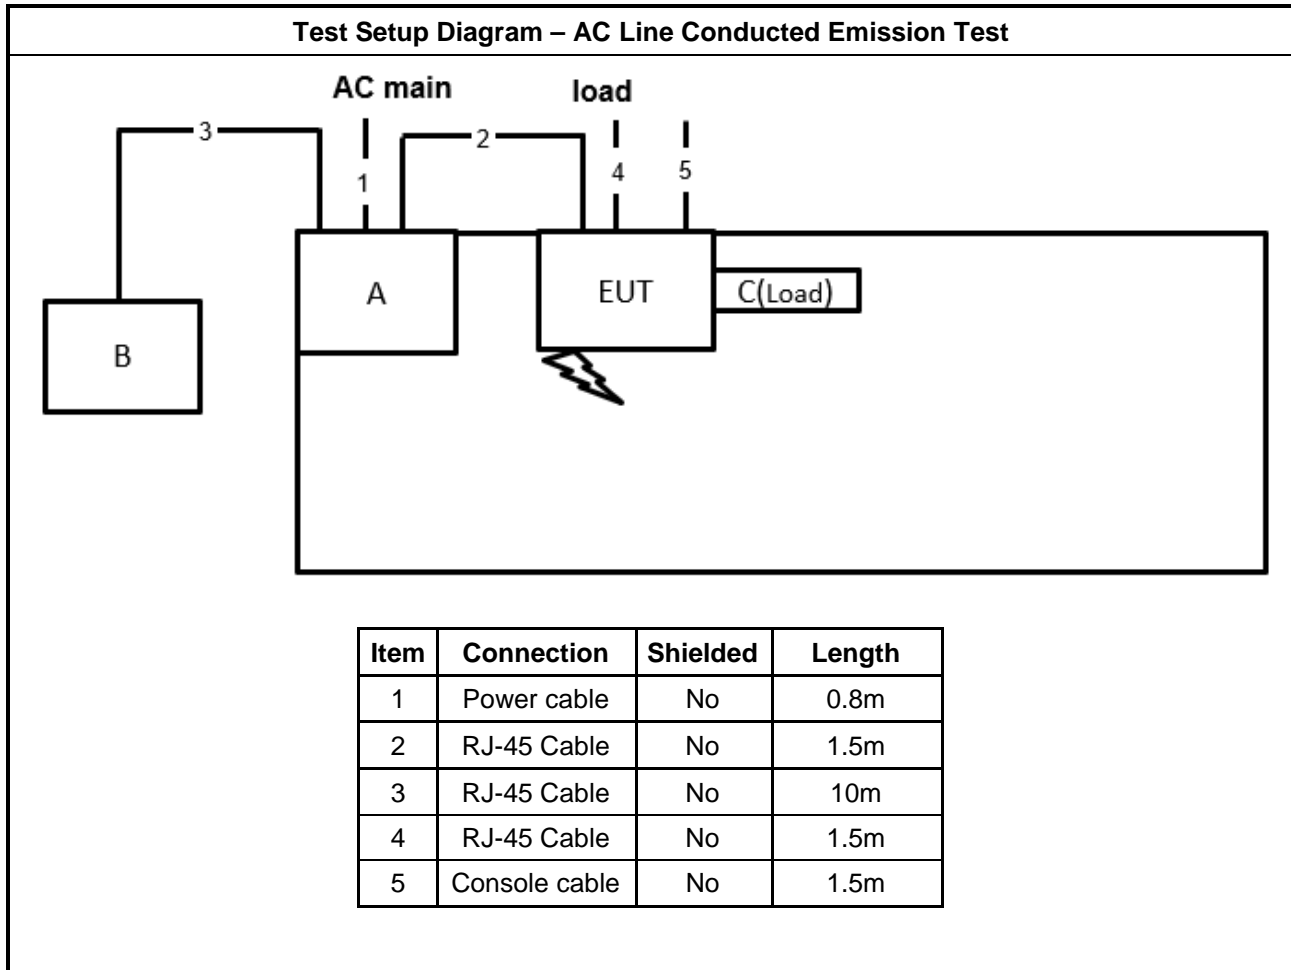 Test Setup Diagram – AC Line Conducted Emission Test
AC main
load
3
2
1
4
5
A
EUT
C(Load)
B
Item Connection Shielded Length
1 Power cable No 0.8m
2 RJ-45 Cable No 1.5m
3 RJ-45 Cable No 10m
4 RJ-45 Cable No 1.5m
5 Console cable No 1.5m